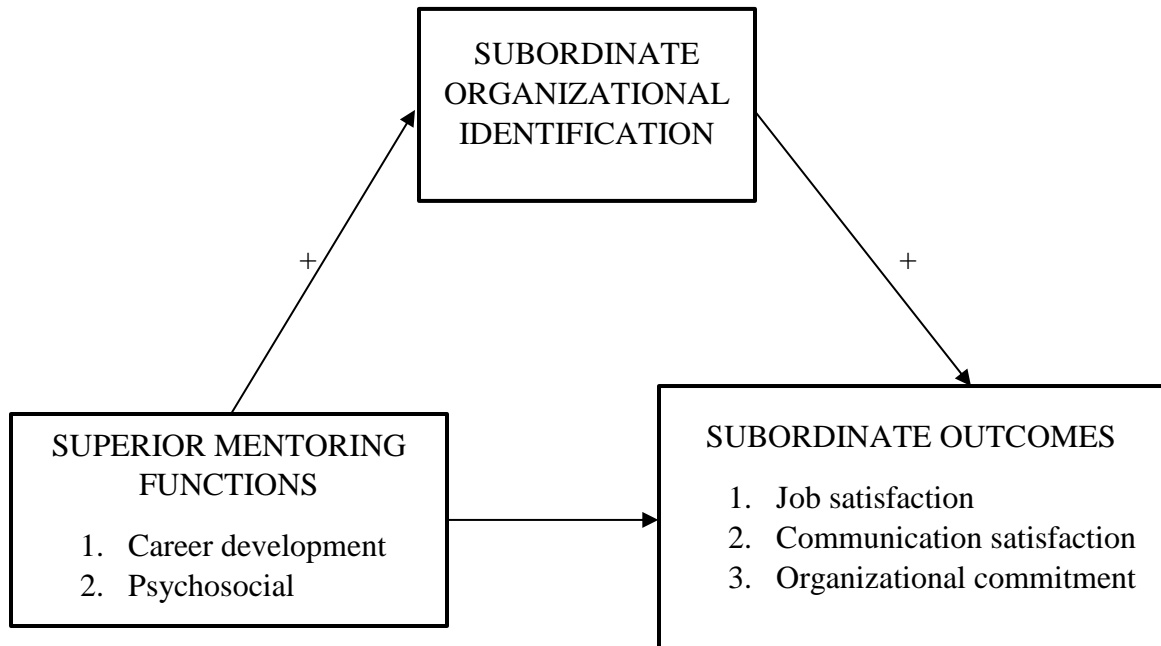 SUBORDINATE
ORGANIZATIONAL
IDENTIFICATION
+
+
SUPERIOR MENTORING
FUNCTIONS
1. Career development
2. Psychosocial
SUBORDINATE OUTCOMES
1. Job satisfaction
2. Communication satisfaction
3. Organizational commitment